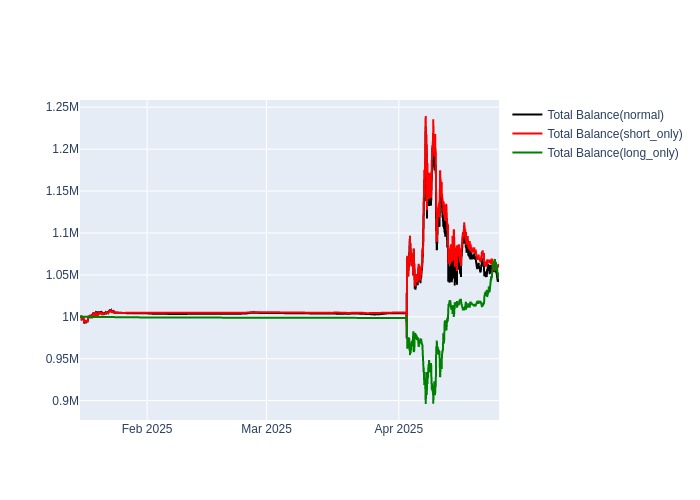 1.25M
1.2M
1.15M
1.1M
1.05M
1M
0.95M
0.9M
Feb 2025 Mar 2025 Apr 2025
Total Balance(normal)
Total Balance(short_only)
Total Balance(long_only)